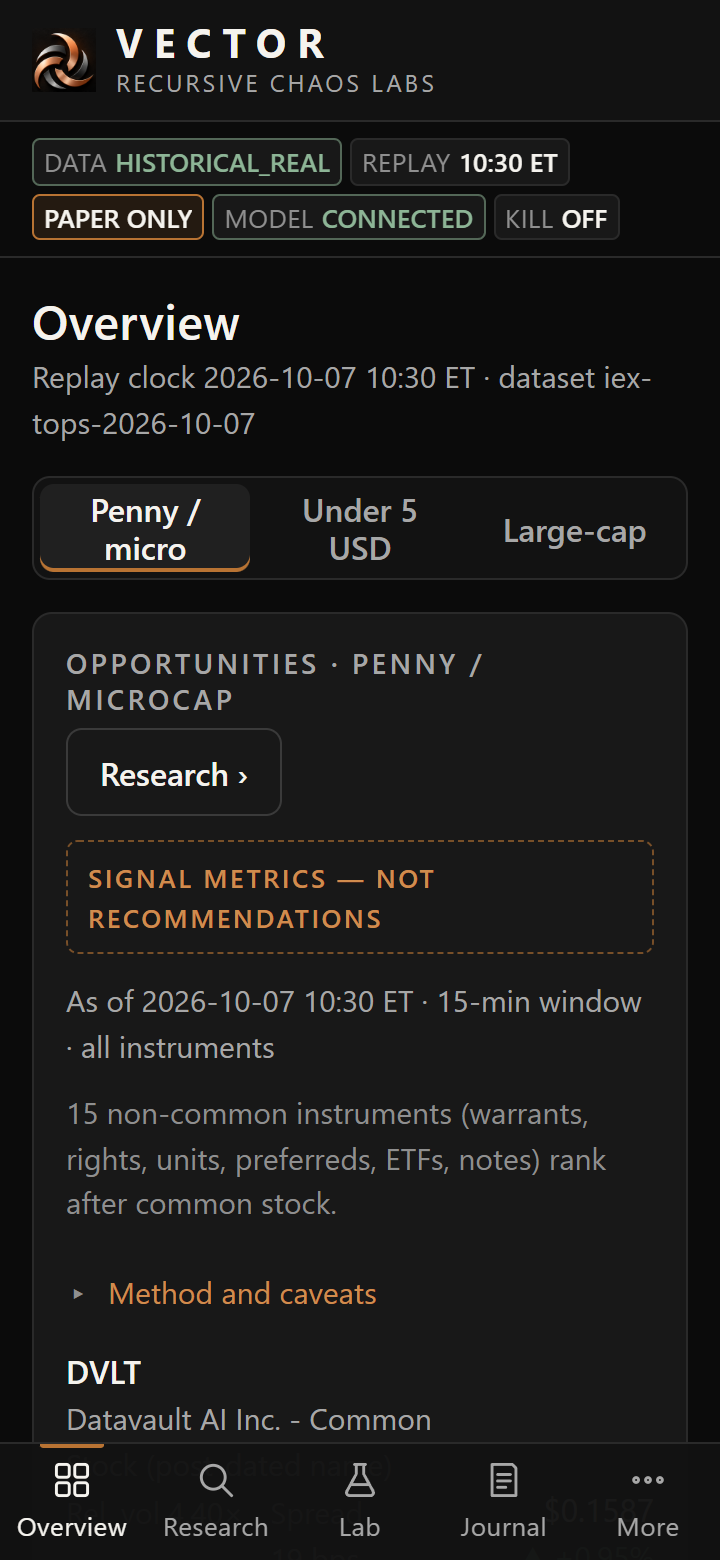 VECTOR
RECURSIVE CHAOS LABS
DATA HISTORICAL_REAL REPLAY 10:30 ET
PAPER ONLY MODEL CONNECTED KILL OFF
Overview
Replay clock 2026-10-07 10:30 ET · dataset iex-
tops-2026-10-07
Penny /
micro
Under 5
USD
Large-cap
OPPORTUNITIES · PENNY /
MICROCAP
Research ›
SIGNAL METRICS — NOT
RECOMMENDATIONS
As of 2026-10-07 10:30 ET · 15-min window
· all instruments
15 non-common instruments (warrants,
rights, units, preferreds, ETFs, notes) rank
after common stock.
▸ Method and caveats
DVLT
Datavault AI Inc. - Common
$0.1587
Overview Research Lab Journal More